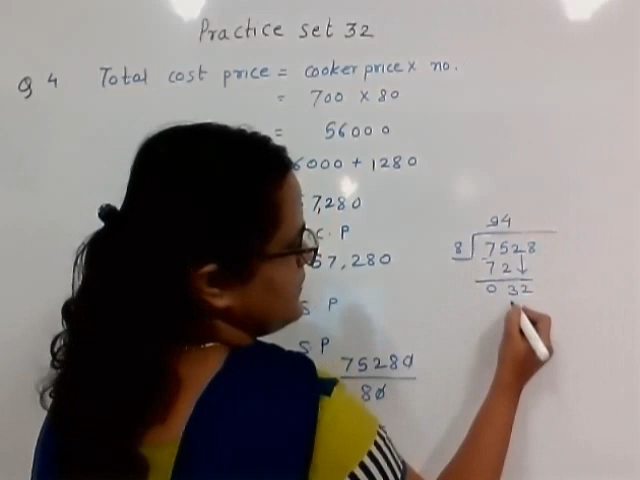 Practice set 32
Q 4 Total cost price = cooker price × no.
= 700 × 80
= 56000
6000 + 1280
7,280
C. P
57,280
S P
S P
75280
80
94
8 7528
72↓
032